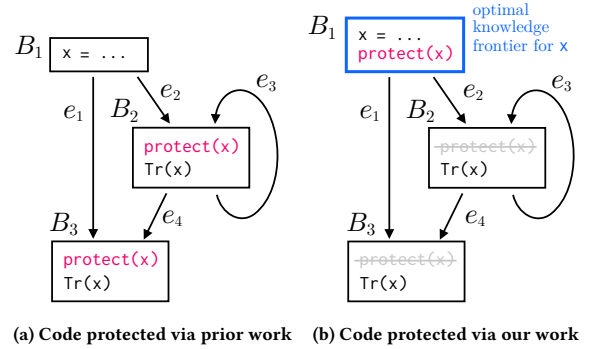 B1
x = ...
e1
e2
e3
B2
protect(x)
Tr(x)
e4
B3
protect(x)
Tr(x)
(a) Code protected via prior work
optimal
knowledge
frontier for x
B1
x = ...
protect(x)
e1
e2
e3
B2
protect(x)
Tr(x)
e4
B3
protect(x)
Tr(x)
(b) Code protected via our work